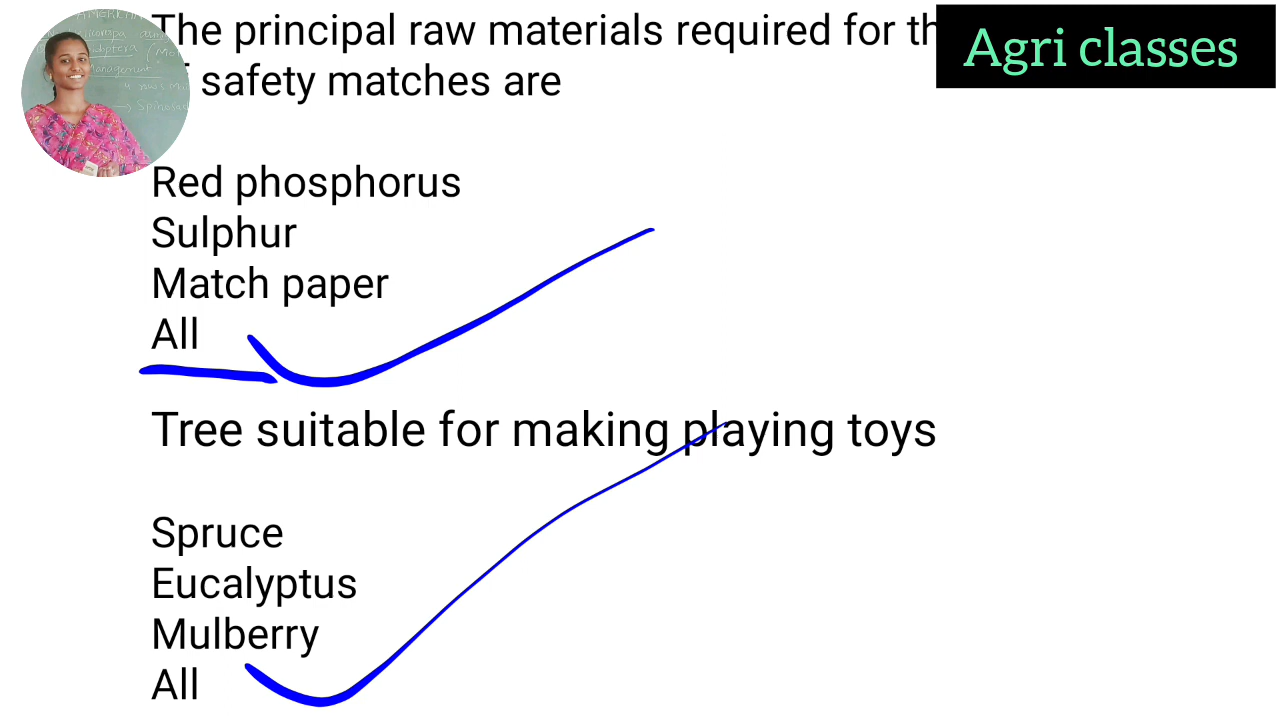 The principal raw materials required for th
Agri classes
f safety matches are
Red phosphorus
Sulphur
Match paper
All
Tree suitable for making playing toys
Spruce
Eucalyptus
Mulberry
All